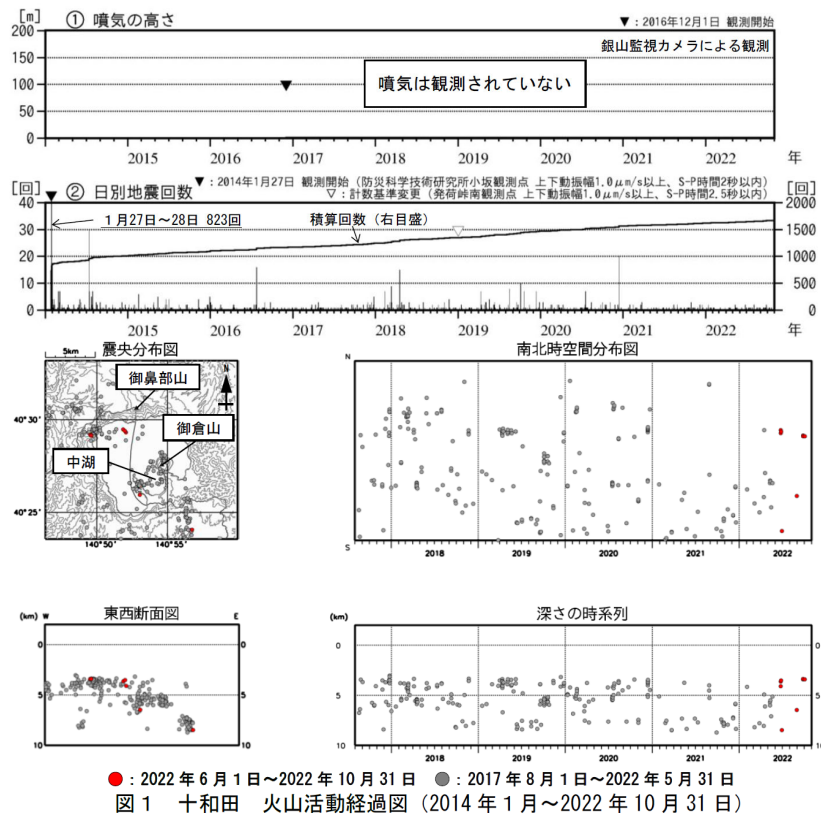 [m] ① 噴気の高さ ▼：2016年12月1日 観測開始
200
150
100
50
0
銀山監視カメラによる観測
▼
噴気は観測されていない
2015 2016 2017 2018 2019 2020 2021 2022 年
[回] ② 日別地震回数 ▼：2014年1月27日 観測開始（防災科学技術研究所小坂観測点 上下動振幅1.0μm/s以上、S-P時間2秒以内） [回]
▽：計数基準変更（発荷峠南観測点 上下動振幅1.0μm/s以上、S-P時間2.5秒以内）
40 2000
30 1500
20 1000
10 500
0 0
1月27日～28日 823回
積算回数（右目盛）
2015 2016 2017 2018 2019 2020 2021 2022 年
震央分布図
5km
N
御鼻部山
御倉山
中湖
40°30'
40°25'
140°50' 140°55'
南北時空間分布図
N
S
2018 2019 2020 2021 2022
東西断面図
(km) W E
0 0
5 5
10 10
深さの時系列
(km)
0 0
5 5
10 10
2018 2019 2020 2021 2022
●：2022年6月1日～2022年10月31日 ●：2017年8月1日～2022年5月31日
図1 十和田 火山活動経過図（2014年1月～2022年10月31日）